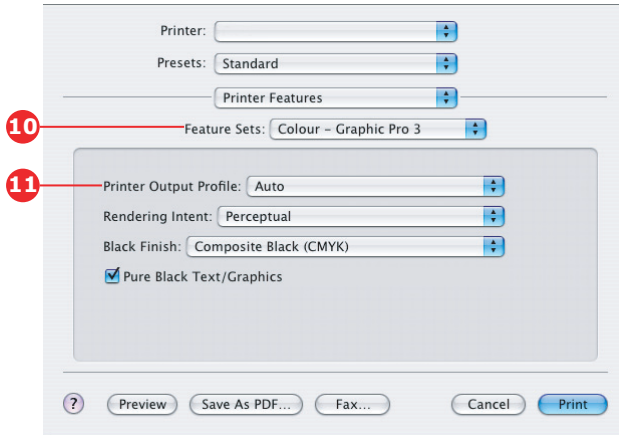 Printer:
Presets: Standard
Printer Features
10 Feature Sets: Colour – Graphic Pro 3
11 Printer Output Profile: Auto
Rendering Intent: Perceptual
Black Finish: Composite Black (CMYK)
Pure Black Text/Graphics
? Preview Save As PDF... Fax... Cancel Print